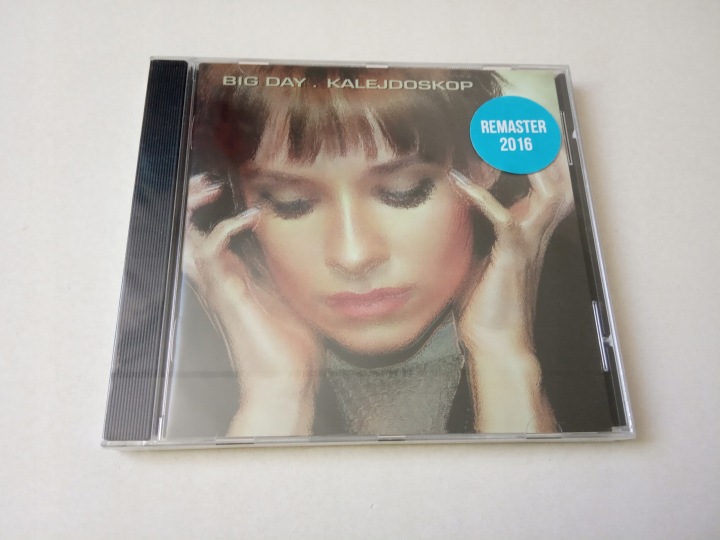 BIG DAY . KALEJDOSKOP
REMASTER
2016